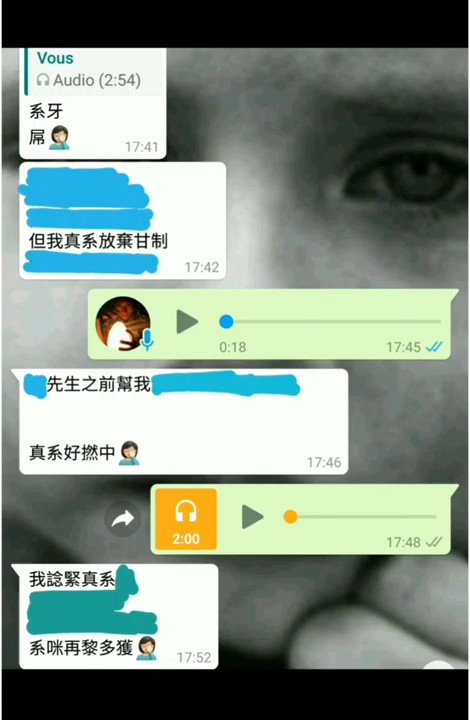 Vous
Audio (2:54)
系牙
屌🤦🏻‍♀️
17:41
但我真系放棄甘制
17:42
0:18
17:45
先生之前幫我
真系好撚中🤦🏻‍♀️
17:46
2:00
17:48
我諗緊真系
系咪再黎多獲🤦🏻‍♀️
17:52